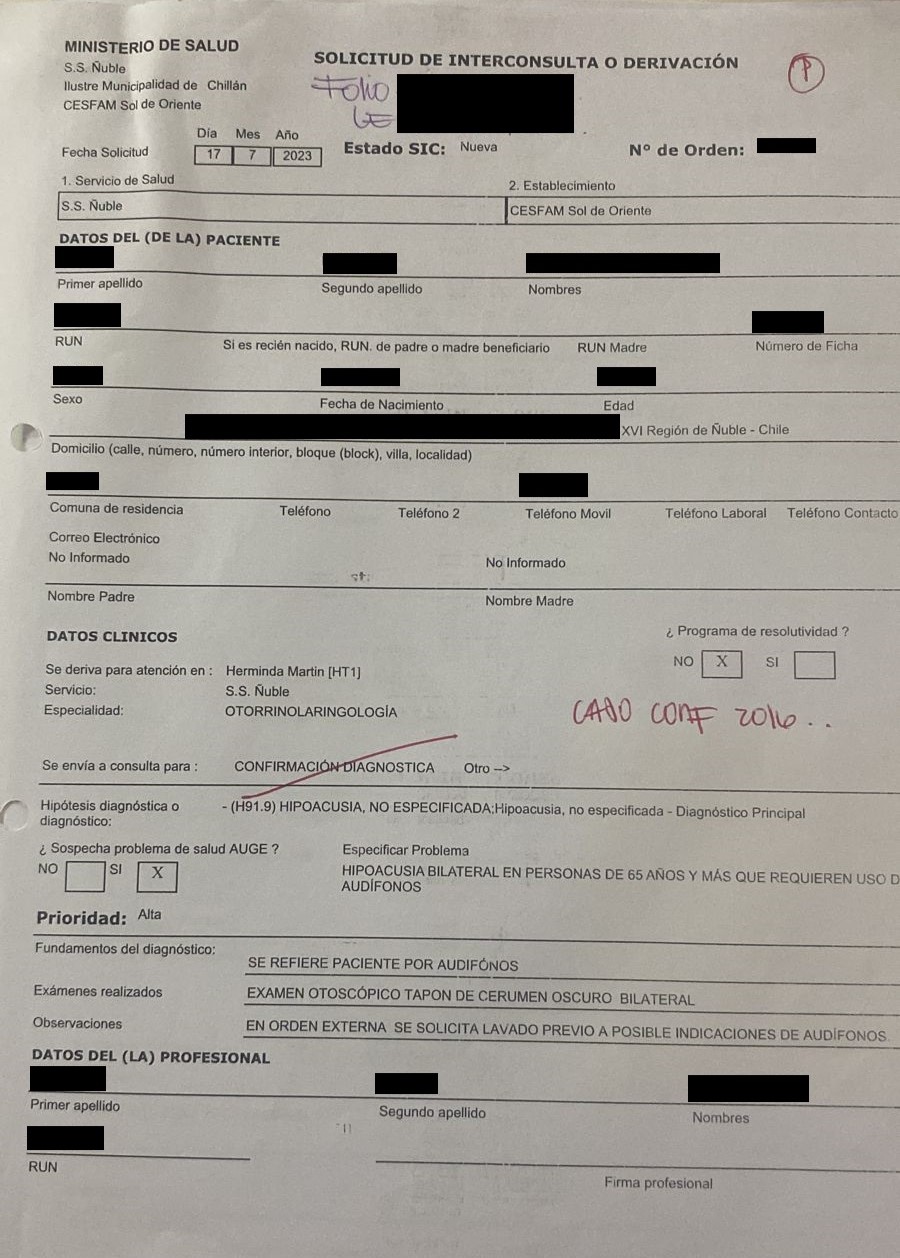 MINISTERIO DE SALUD
S.S. Ñuble
Ilustre Municipalidad de Chillán
CESFAM Sol de Oriente
SOLICITUD DE INTERCONSULTA O DERIVACIÓN
P
Folio
GE
Día Mes Año
Fecha Solicitud 17 7 2023
Estado SIC: Nueva
Nº de Orden:
1. Servicio de Salud 2. Establecimiento
S.S. Ñuble CESFAM Sol de Oriente
DATOS DEL (DE LA) PACIENTE
Primer apellido Segundo apellido Nombres
RUN Si es recién nacido, RUN. de padre o madre beneficiario RUN Madre Número de Ficha
Sexo Fecha de Nacimiento Edad
XVI Región de Ñuble - Chile
Domicilio (calle, número, número interior, bloque (block), villa, localidad)
Comuna de residencia Teléfono Teléfono 2 Teléfono Movil Teléfono Laboral Teléfono Contacto
Correo Electrónico
No Informado No Informado
Nombre Padre Nombre Madre
DATOS CLINICOS
¿ Programa de resolutividad ?
NO X SI
Se deriva para atención en : Herminda Martin [HT1]
Servicio: S.S. Ñuble
Especialidad: OTORRINOLARINGOLOGÍA
CASO CONF 2016 . .
Se envía a consulta para : CONFIRMACIÓN DIAGNOSTICA Otro -->
Hipótesis diagnóstica o - (H91.9) HIPOACUSIA, NO ESPECIFICADA;Hipoacusia, no especificada - Diagnóstico Principal
diagnóstico:
¿ Sospecha problema de salud AUGE ? Especificar Problema
NO SI X
HIPOACUSIA BILATERAL EN PERSONAS DE 65 AÑOS Y MÁS QUE REQUIEREN USO D
AUDÍFONOS
Prioridad: Alta
Fundamentos del diagnóstico: SE REFIERE PACIENTE POR AUDIFÓNOS
Exámenes realizados EXAMEN OTOSCÓPICO TAPON DE CERUMEN OSCURO BILATERAL
Observaciones EN ORDEN EXTERNA SE SOLICITA LAVADO PREVIO A POSIBLE INDICACIONES DE AUDÍFONOS.
DATOS DEL (LA) PROFESIONAL
Primer apellido Segundo apellido Nombres
RUN
Firma profesional